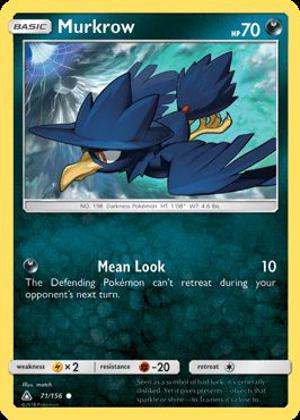 BASIC Murkrow HP70
NO. 198 Darkness Pokémon HT: 1'08" WT: 4.6 lbs.
Mean Look 10
The Defending Pokémon can't retreat during your
opponent's next turn.
weakness ×2 resistance -20 retreat
Illus. match
71/156
©2018 Pokémon
Seen as a symbol of bad luck, it's generally
disliked. Yet it gives presents—objects that
sparkle or shine—to Trainers it's close to.